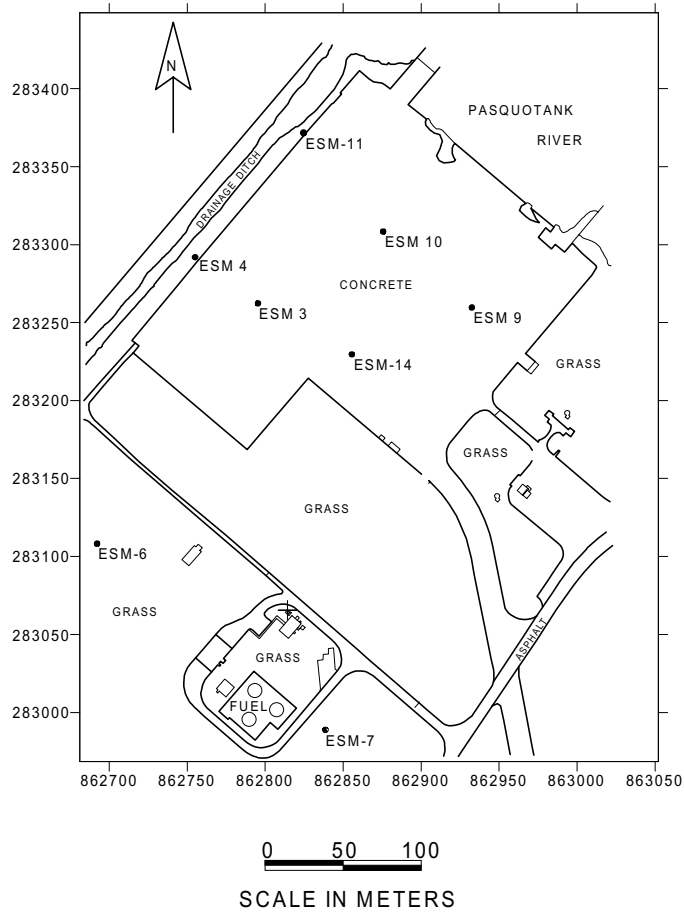 N
283400
PASQUOTANK
RIVER
ESM-11
283350
DRAINAGE DITCH
ESM 10
283300
ESM 4
CONCRETE
ESM 3
ESM 9
283250
ESM-14
GRASS
283200
GRASS
283150
GRASS
ESM-6
283100
GRASS
283050
ASPHALT
GRASS
FUEL
283000
ESM-7
862700 862750 862800 862850 862900 862950 863000 863050
0 50 100
SCALE IN METERS